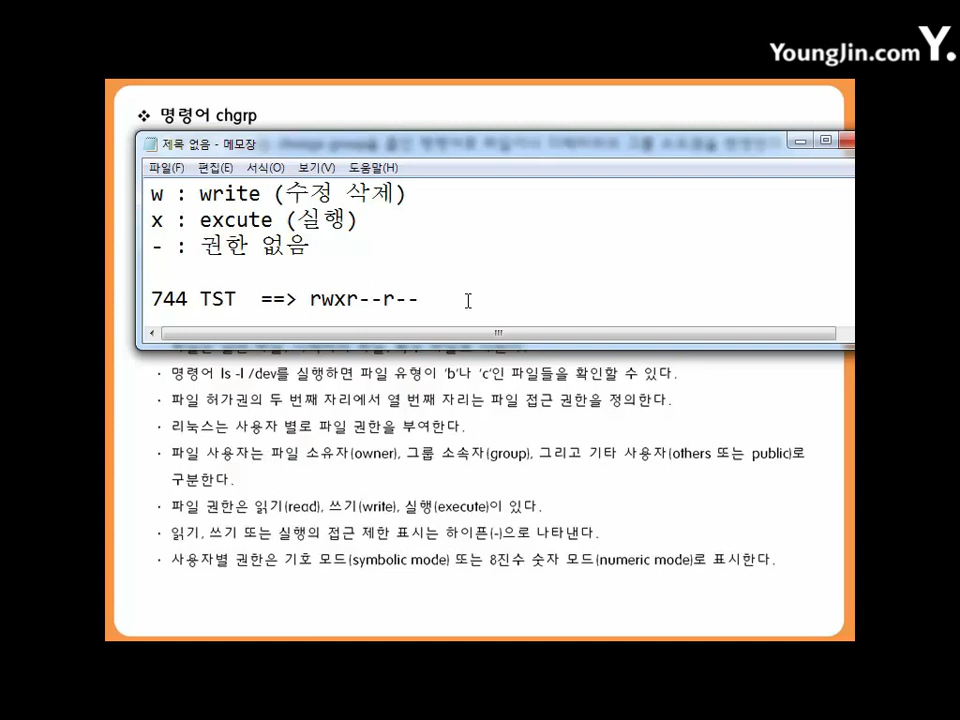 YoungJin.com Y.
❖ 명령어 chgrp
제목 없음 - 메모장
파일(F) 편집(E) 서식(O) 보기(V) 도움말(H)
w : write (수정 삭제)
x : excute (실행)
- : 권한 없음
744 TST ==> rwxr--r--
· 명령어 ls -l /dev를 실행하면 파일 유형이 ‘b’나 ‘c’인 파일들을 확인할 수 있다.
· 파일 허가권의 두 번째 자리에서 열 번째 자리는 파일 접근 권한을 정의한다.
· 리눅스는 사용자 별로 파일 권한을 부여한다.
· 파일 사용자는 파일 소유자(owner), 그룹 소속자(group), 그리고 기타 사용자(others 또는 public)로
구분한다.
· 파일 권한은 읽기(read), 쓰기(write), 실행(execute)이 있다.
· 읽기, 쓰기 또는 실행의 접근 제한 표시는 하이픈(-)으로 나타낸다.
· 사용자별 권한은 기호 모드(symbolic mode) 또는 8진수 숫자 모드(numeric mode)로 표시한다.